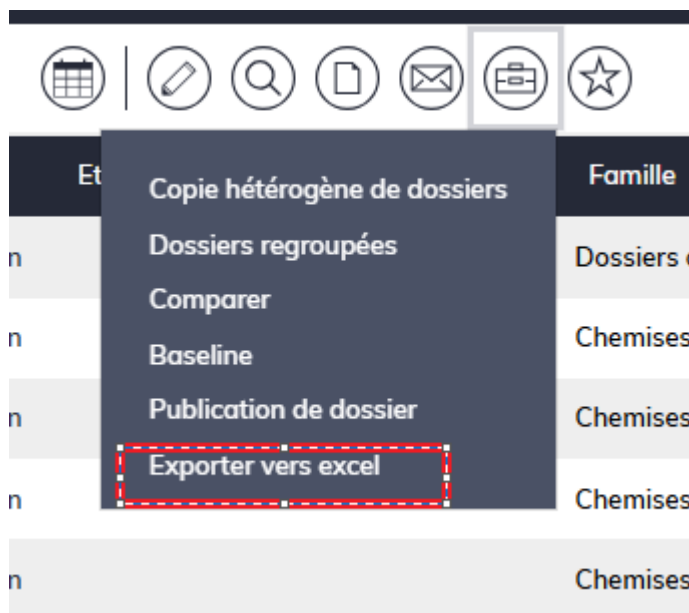 Et
Famille
Copie hétérogène de dossiers
Dossiers regroupées
Comparer
Baseline
Publication de dossier
Exporter vers excel
n
Dossiers
n
Chemises
n
Chemises
n
Chemises
n
Chemises